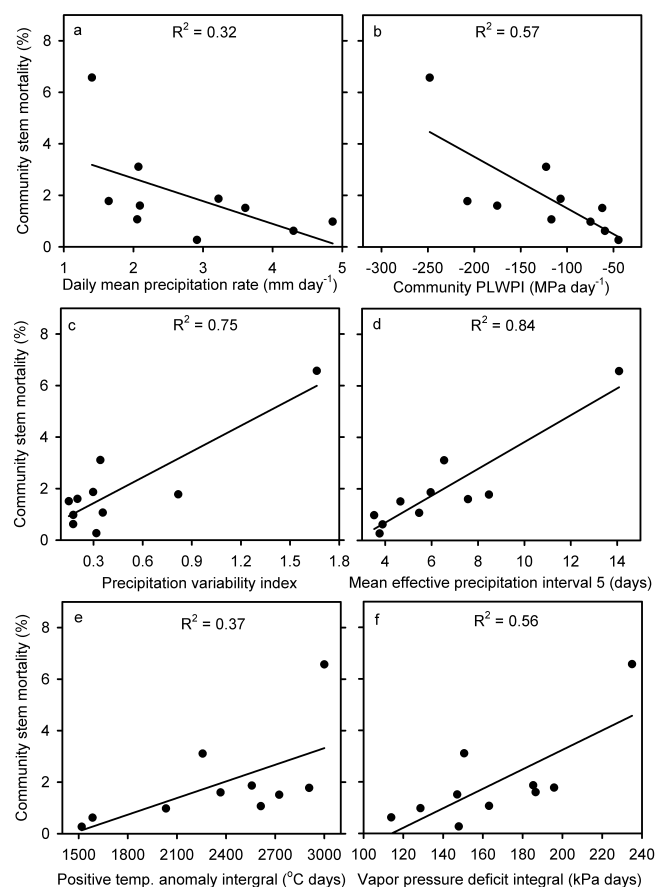 a
R² = 0.32
b
R² = 0.57
Community stem mortality (%)
8
6
4
2
0
1
2
3
4
5
-300
-250
-200
-150
-100
-50
Daily mean precipitation rate (mm day⁻¹)
Community PLWPI (MPa day⁻¹)
c
R² = 0.75
d
R² = 0.84
Community stem mortality (%)
8
6
4
2
0
0.3
0.6
0.9
1.2
1.5
1.8
4
6
8
10
12
14
Precipitation variability index
Mean effective precipitation interval 5 (days)
e
R² = 0.37
f
R² = 0.56
Community stem mortality (%)
8
6
4
2
0
1500
1800
2100
2400
2700
3000
100
120
140
160
180
200
220
240
Positive temp. anomaly intergral (°C days)
Vapor pressure deficit integral (kPa days)